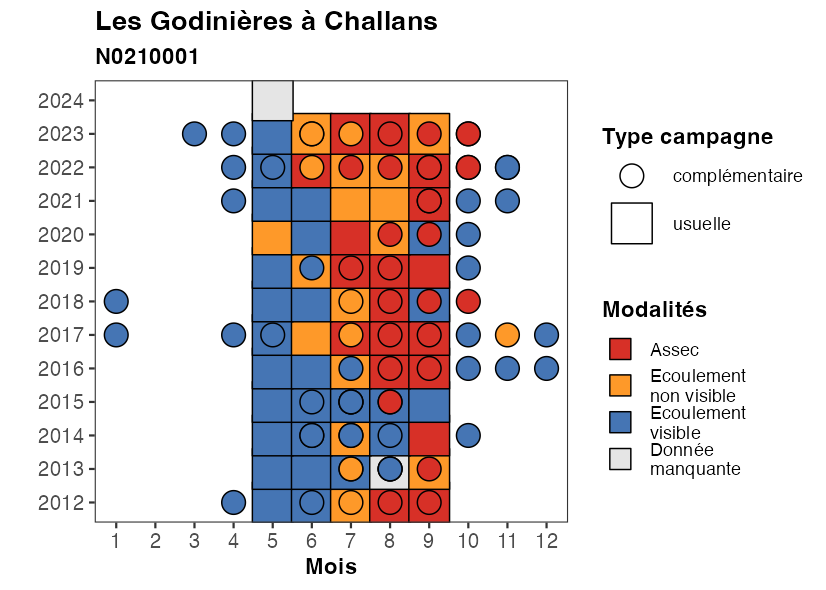 Les Godinières à Challans
N0210001
2024
2023
2022
2021
2020
2019
2018
2017
2016
2015
2014
2013
2012
1 2 3 4 5 6 7 8 9 10 11 12
Mois
Type campagne
complémentaire
usuelle
Modalités
Assec
Ecoulement
non visible
Ecoulement
visible
Donnée
manquante